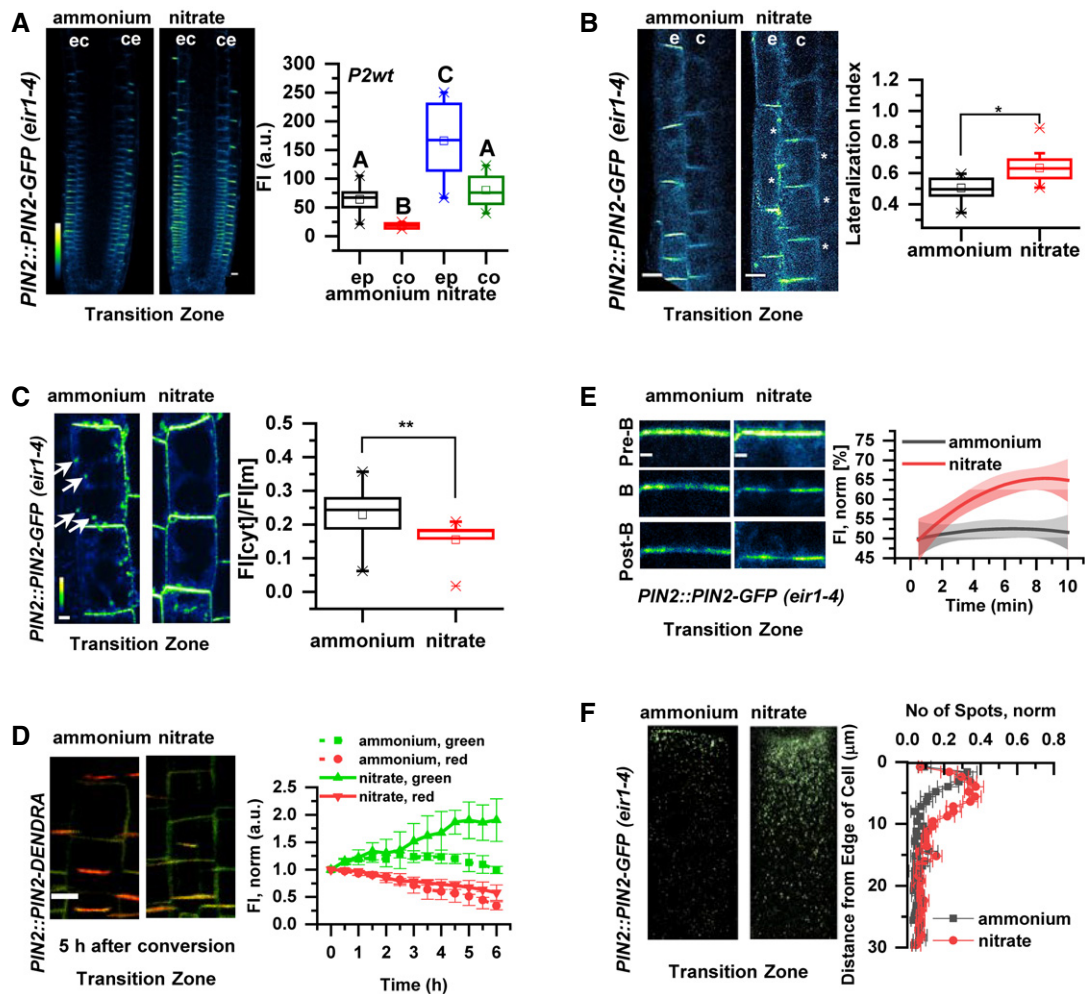 A
ammonium nitrate
ec ce ec ce
PIN2::PIN2-GFP (eir1-4)
Transition Zone
FI (a.u.)
300
250
200
150
100
50
0
P2wt
A
B
C
A
ep co ep co
ammonium nitrate
B
ammonium nitrate
e c e c
*
*
*
*
*
PIN2::PIN2-GFP (eir1-4)
Transition Zone
Lateralization Index
1.2
1.0
0.8
0.6
0.4
*
ammonium nitrate
C
ammonium nitrate
PIN2::PIN2-GFP (eir1-4)
Transition Zone
FI[cyt]/FI[m]
0.5
0.4
0.3
0.2
0.1
0.0
**
ammonium nitrate
E
ammonium nitrate
Pre-B
B
Post-B
PIN2::PIN2-GFP (eir1-4)
Transition Zone
FI, norm [%]
75
70
65
60
55
50
45
ammonium
nitrate
0 2 4 6 8 10
Time (min)
D
ammonium nitrate
PIN2::PIN2-DENDRA
5 h after conversion
Transition Zone
ammonium, green
ammonium, red
nitrate, green
nitrate, red
FI, norm (a.u.)
2.5
2.0
1.5
1.0
0.5
0.0
0 1 2 3 4 5 6
Time (h)
F
ammonium nitrate
PIN2::PIN2-GFP (eir1-4)
Transition Zone
No of Spots, norm
0.0 0.2 0.4 0.6 0.8
Distance from Edge of Cell (μm)
0
10
20
30
ammonium
nitrate